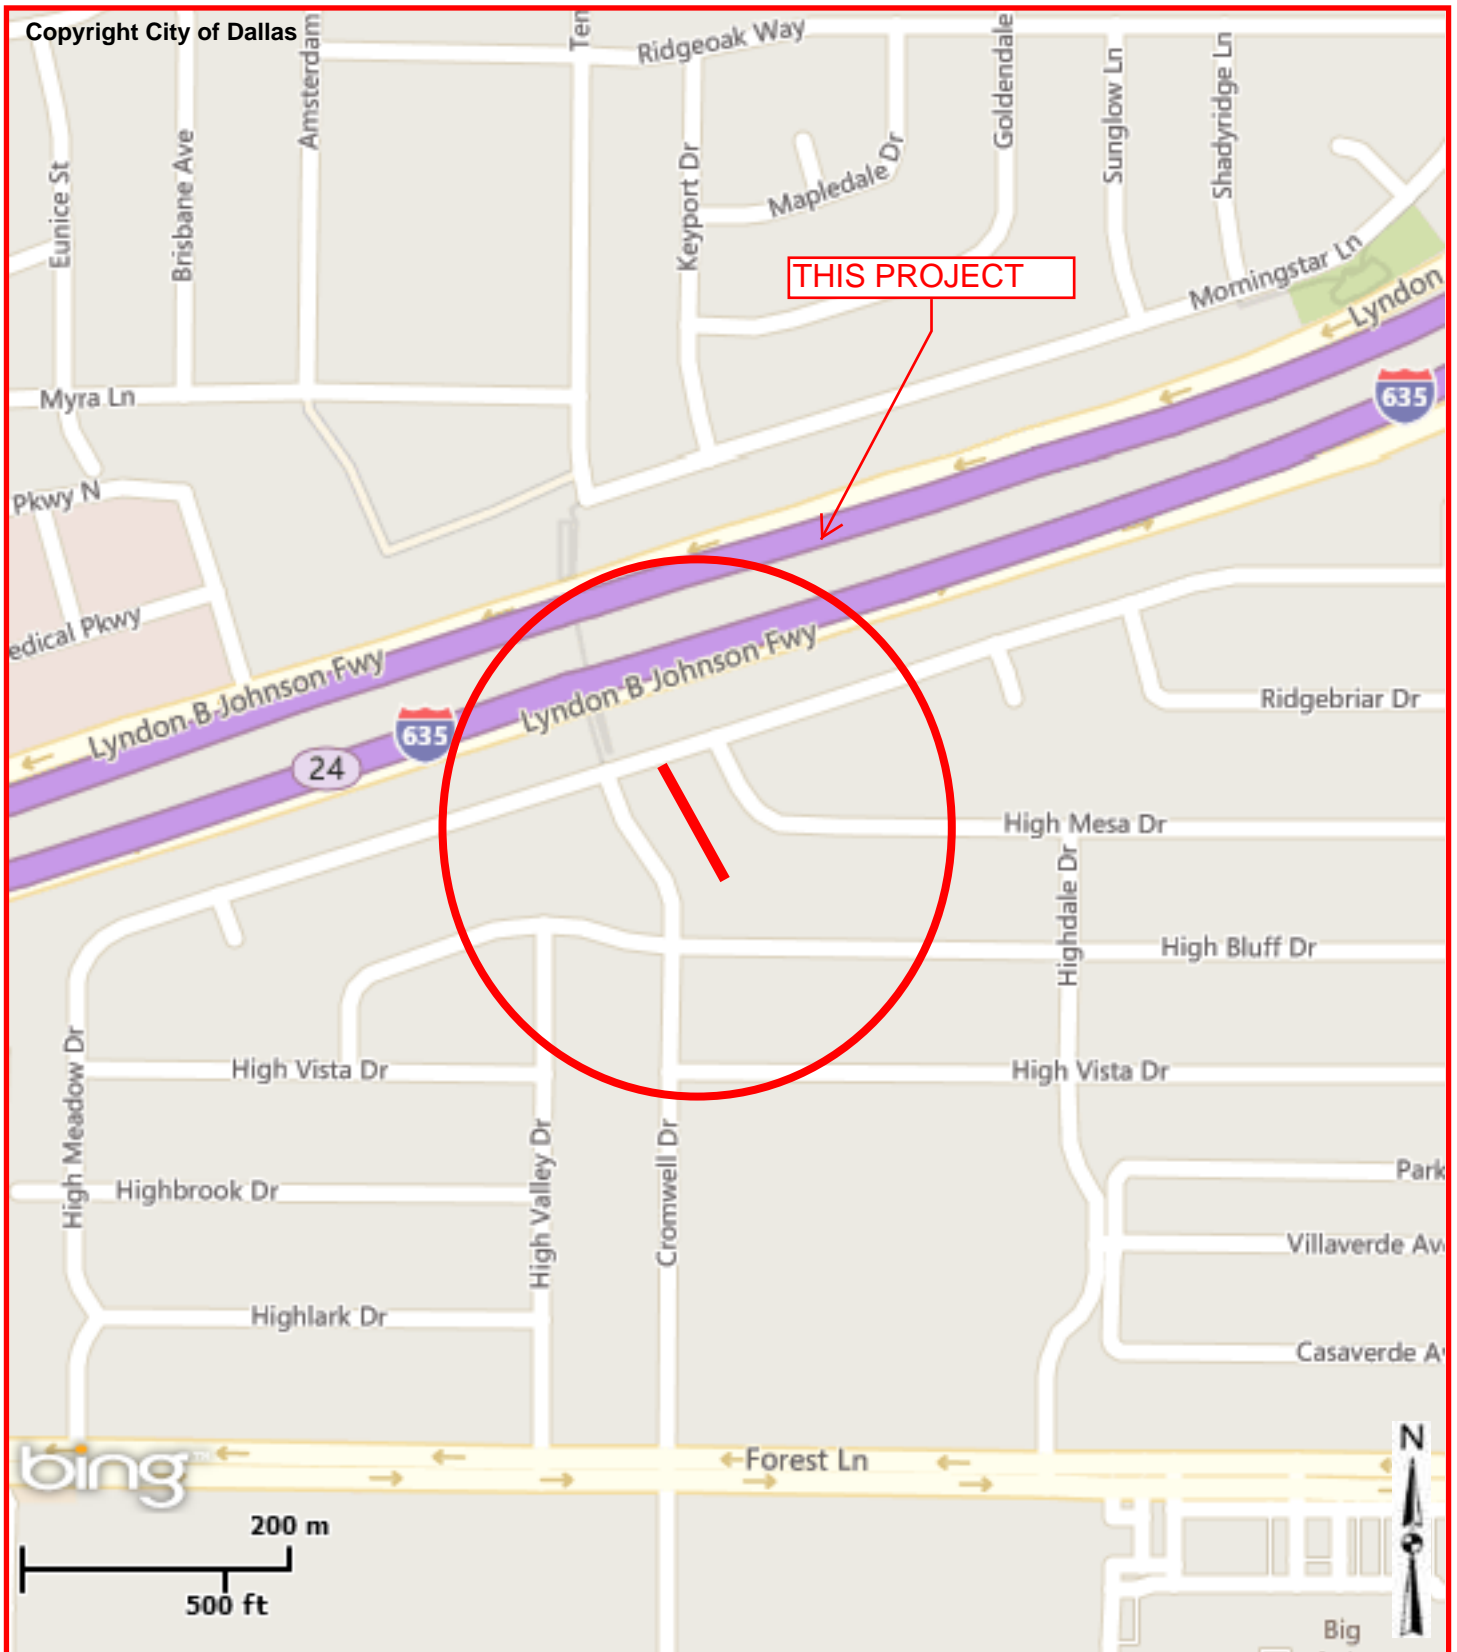 Copyright City of Dallas
Amsterdam
Ten
Ridgeoak Way
Goldendale
Sunglow Ln
Shadyridge Ln
Eunice St
Brisbane Ave
Keyport Dr
Mapledale Dr
THIS PROJECT
Morningstar Ln
Lyndon
635
Myra Ln
Pkwy N
edical Pkwy
Lyndon B Johnson Fwy
Lyndon B Johnson Fwy
635
24
Ridgebriar Dr
High Mesa Dr
Highdale Dr
High Bluff Dr
High Meadow Dr
High Vista Dr
High Vista Dr
High Valley Dr
Cromwell Dr
Highbrook Dr
Park
Villaverde Av
Highlark Dr
Casaverde A
N
bing™
Forest Ln
200 m
500 ft
Big